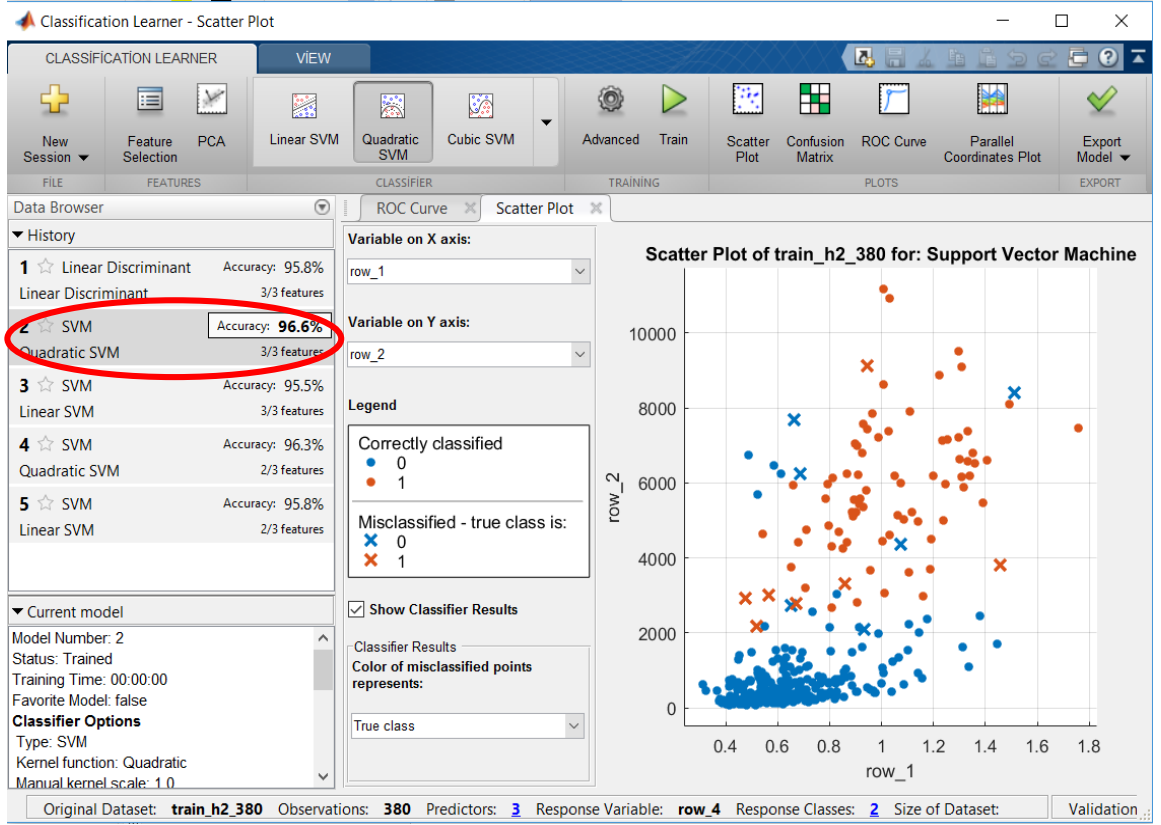 Classification Learner - Scatter Plot
CLASSİFİCATİON LEARNER
VİEW
New Session
Feature Selection
PCA
Linear SVM
Quadratic SVM
Cubic SVM
Advanced
Train
Scatter Plot
Confusion Matrix
ROC Curve
Parallel Coordinates Plot
Export Model
FİLE
FEATURES
CLASSİFİER
TRAİNİNG
PLOTS
EXPORT
Data Browser
History
1 Linear Discriminant Accuracy: 95.8%
Linear Discriminant 3/3 features
2 SVM Accuracy: 96.6%
Quadratic SVM 3/3 features
3 SVM Accuracy: 95.5%
Linear SVM 3/3 features
4 SVM Accuracy: 96.3%
Quadratic SVM 2/3 features
5 SVM Accuracy: 95.8%
Linear SVM 2/3 features
Current model
Model Number: 2
Status: Trained
Training Time: 00:00:00
Favorite Model: false
Classifier Options
Type: SVM
Kernel function: Quadratic
Manual kernel scale: 1.0
ROC Curve
Scatter Plot
Variable on X axis:
row_1
Variable on Y axis:
row_2
Legend
Correctly classified
0
1
Misclassified - true class is:
0
1
Show Classifier Results
Classifier Results
Color of misclassified points
represents:
True class
Scatter Plot of train_h2_380 for: Support Vector Machine
10000
8000
6000
4000
2000
0
row_2
0.4 0.6 0.8 1 1.2 1.4 1.6 1.8
row_1
Original Dataset: train_h2_380 Observations: 380 Predictors: 3 Response Variable: row_4 Response Classes: 2 Size of Dataset: Validation